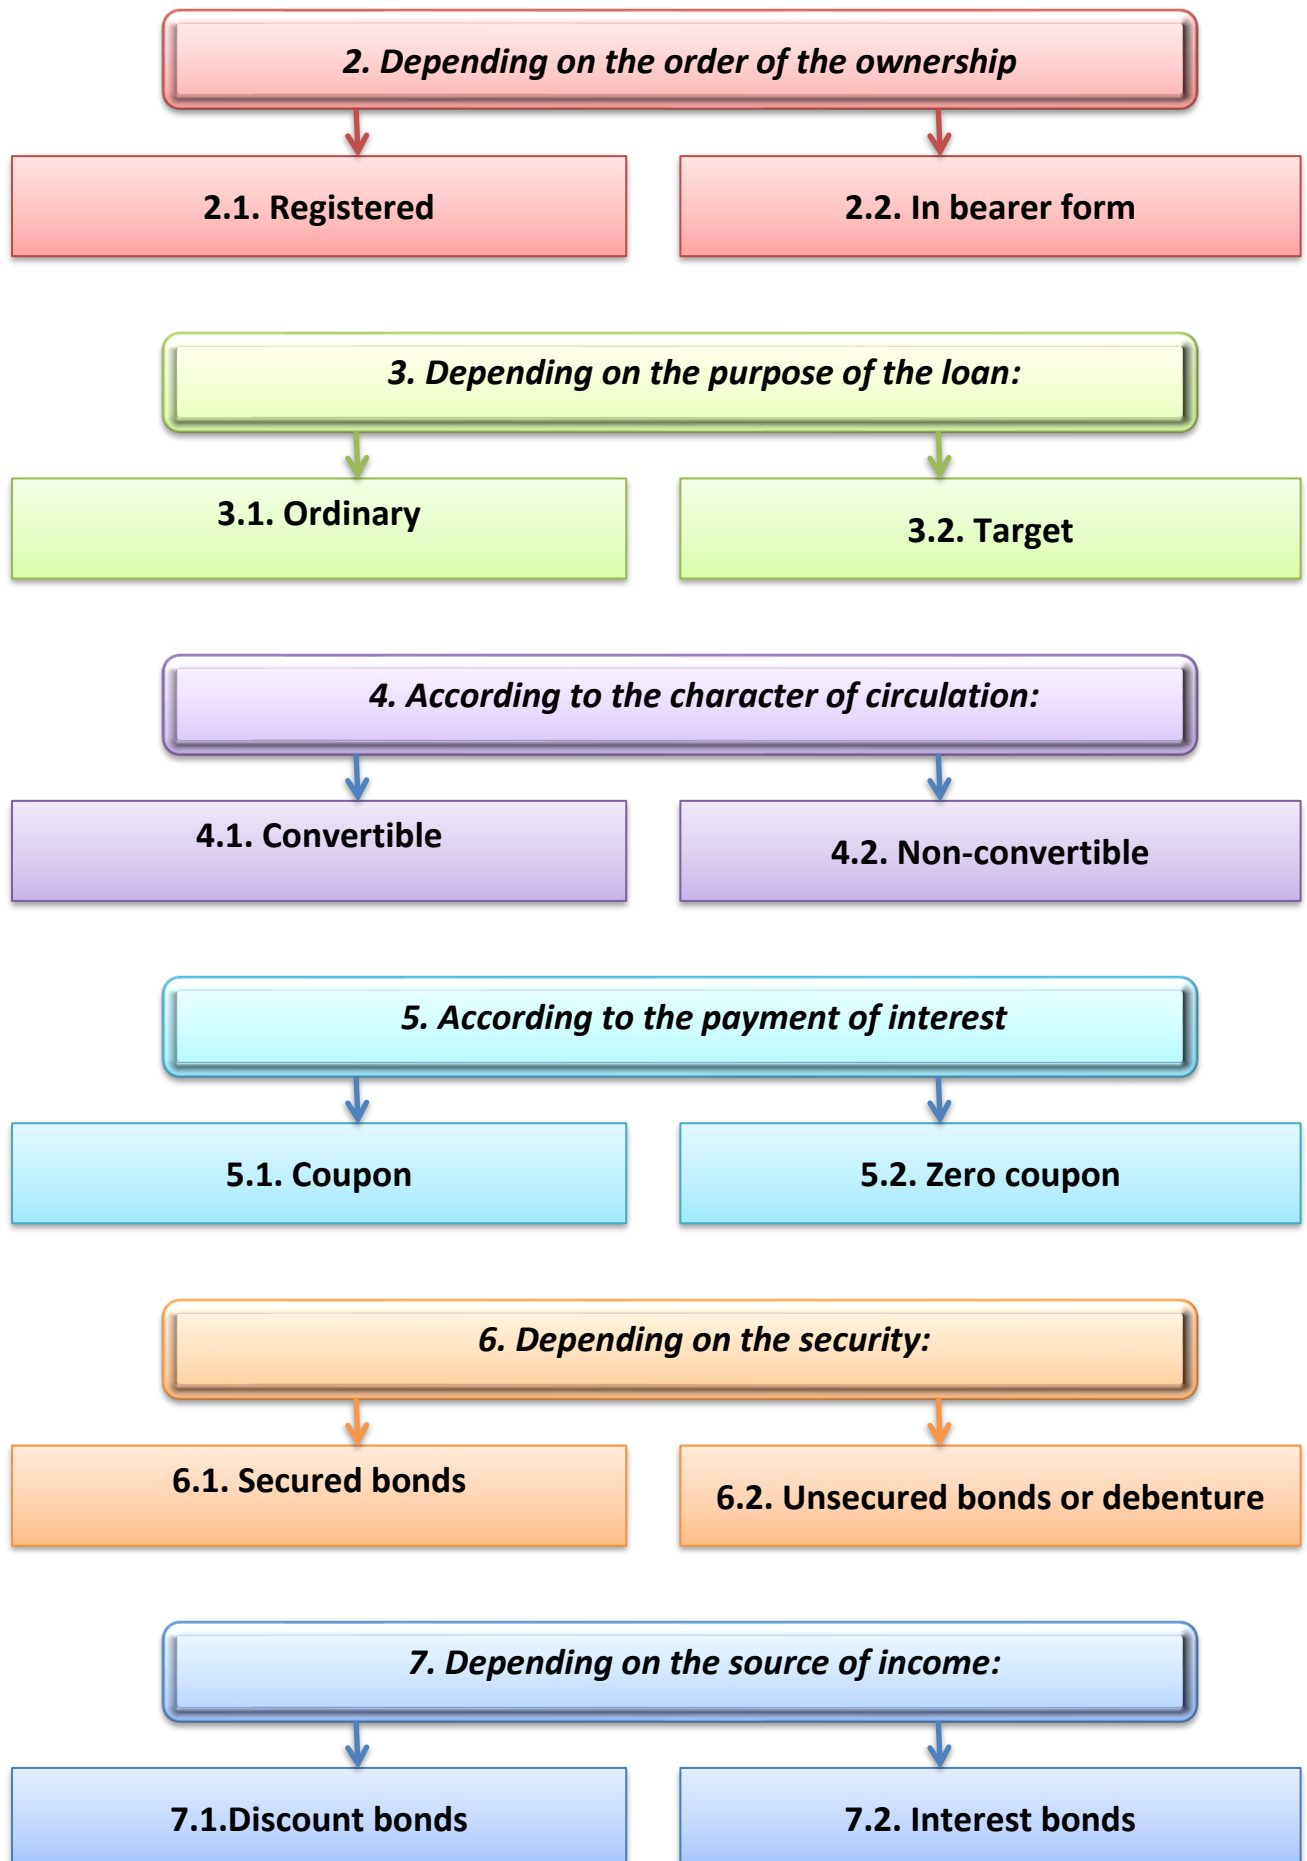 2. Depending on the order of the ownership
2.1. Registered
2.2. In bearer form
3. Depending on the purpose of the loan:
3.1. Ordinary
3.2. Target
4. According to the character of circulation:
4.1. Convertible
4.2. Non-convertible
5. According to the payment of interest
5.1. Coupon
5.2. Zero coupon
6. Depending on the security:
6.1. Secured bonds
6.2. Unsecured bonds or debenture
7. Depending on the source of income:
7.1.Discount bonds
7.2. Interest bonds